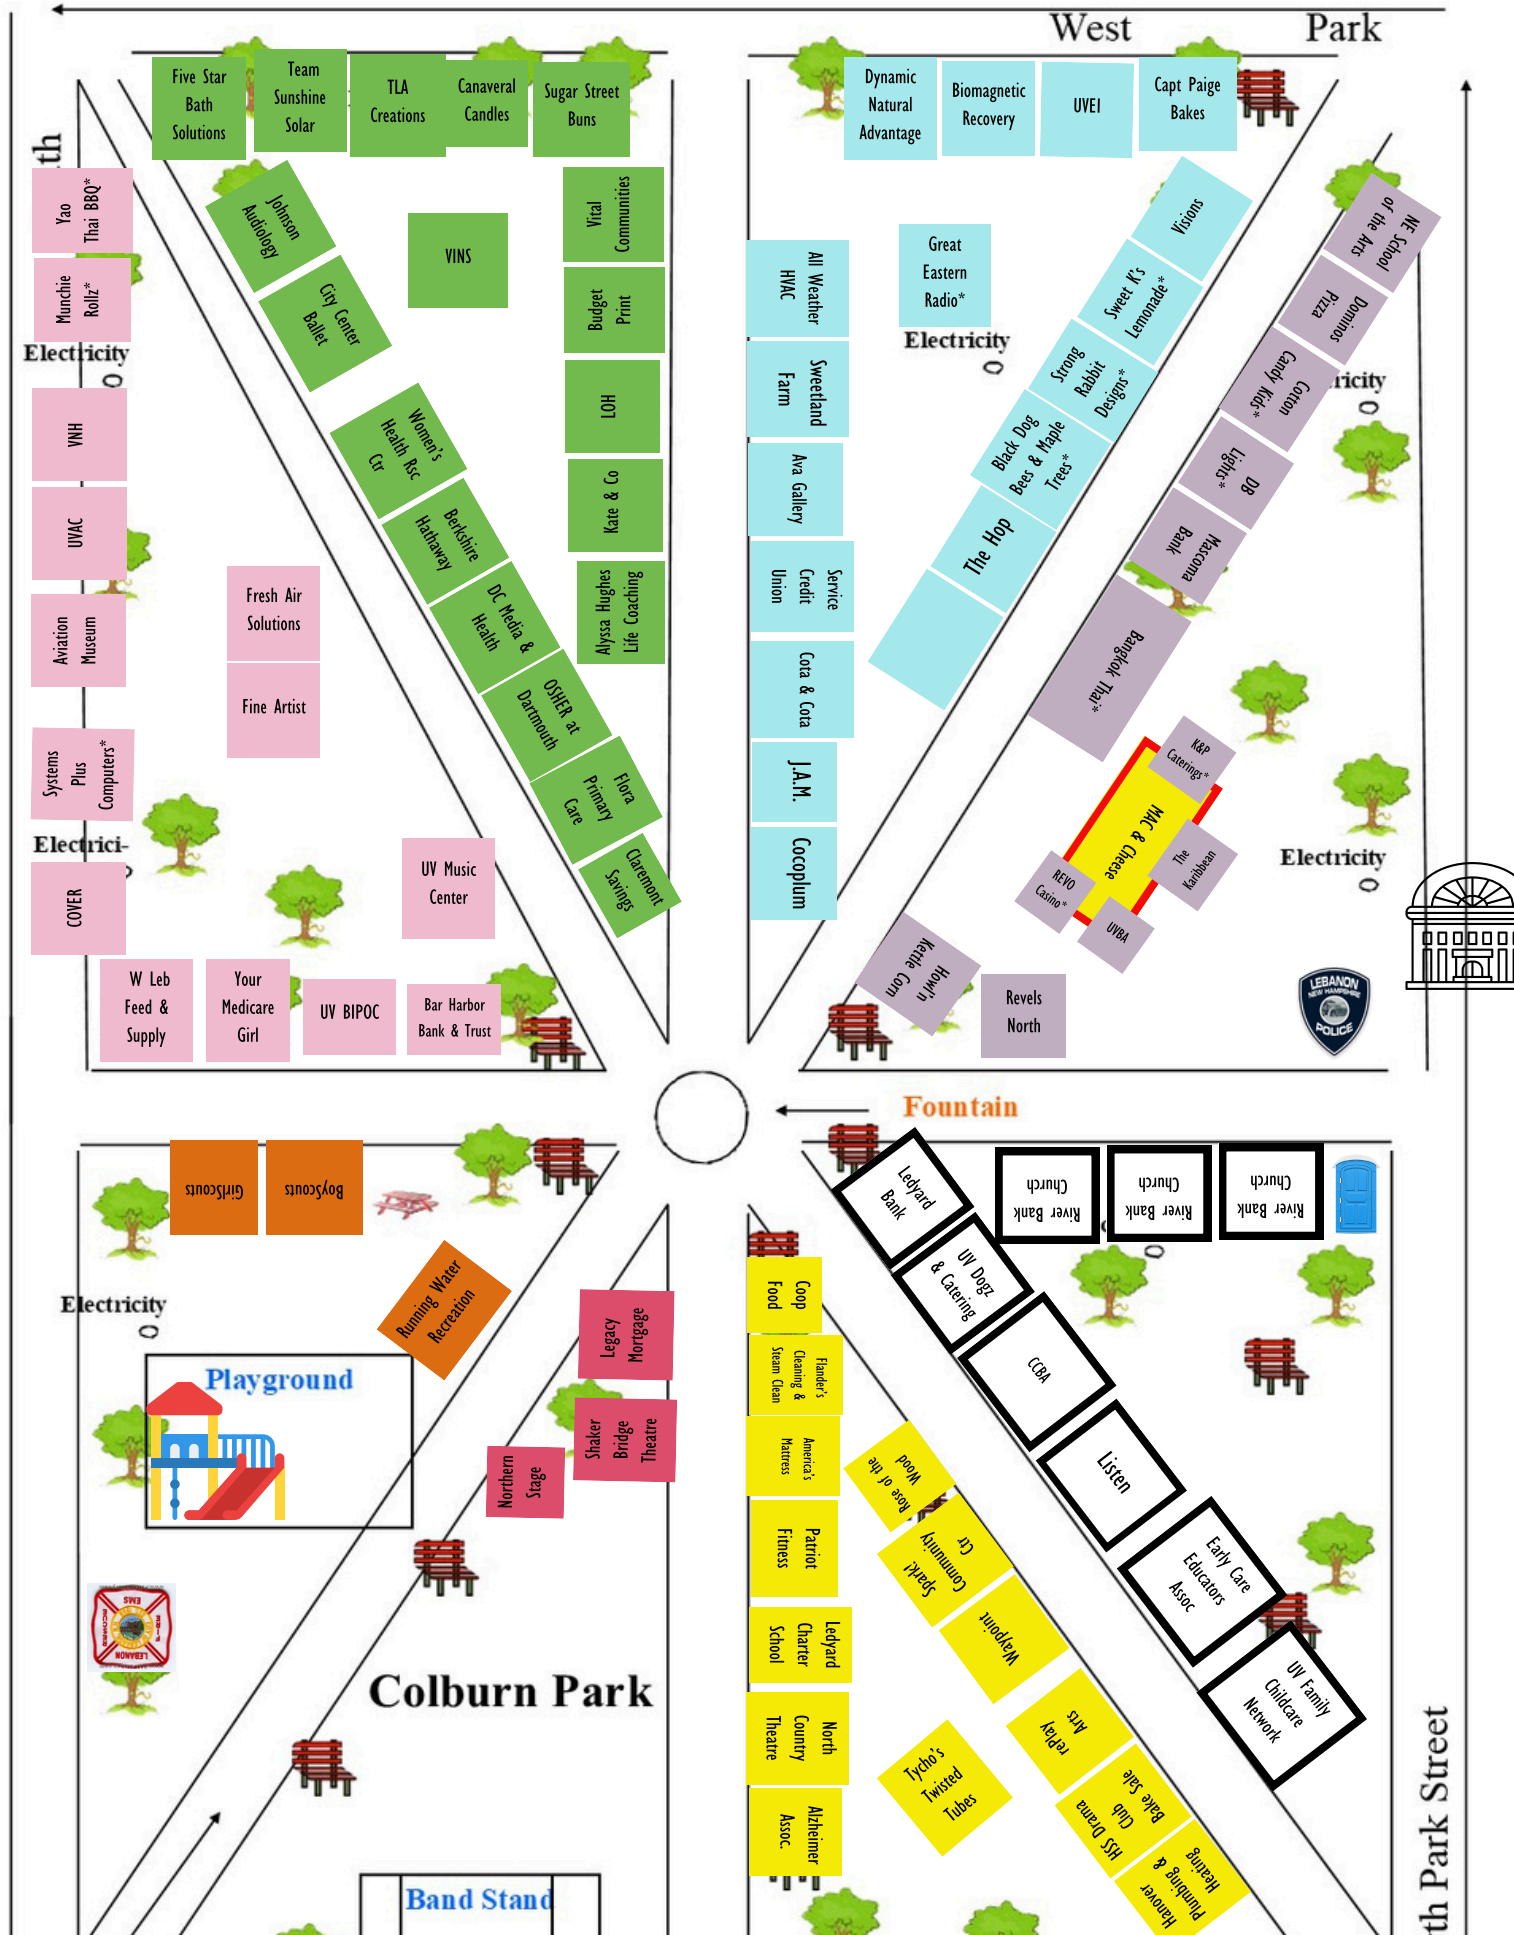 West Park
th
Five Star
Bath
Solutions
Team
Sunshine
Solar
TLA
Creations
Canaveral
Candles
Sugar Street
Buns
Dynamic
Natural
Advantage
Biomagnetic
Recovery
UVEI
Capt Paige
Bakes
Yao
Thai BBQ*
Munchie
Rollz*
Electricity
VNH
UVAC
Aviation
Museum
Systems
Plus
Computers*
Electrici-
COVER
W Leb
Feed &
Supply
Your
Medicare
Girl
UV BIPOC
Bar Harbor
Bank & Trust
Fresh Air
Solutions
Fine Artist
UV Music
Center
Johnson
Audiology
City Center
Ballet
Women's
Health Rsc
Ctr
Berkshire
Hathaway
DC Media &
Health
OSHER at
Dartmouth
Flora
Primary
Care
Claremont
Savings
VINS
Vital
Communities
Budget
Print
LOH
Kate & Co
Alyssa Hughes
Life Coaching
All Weather
HVAC
Sweetland
Farm
Ava Gallery
Service
Credit
Union
Cota & Cota
J.A.M.
Cocoplum
Great
Eastern
Radio*
Electricity
Visions
Sweet K's
Lemonade*
Strong
Rabbit
Designs*
Black Dog
Bees & Maple
Trees*
The Hop
NE School
of the Arts
Dominos
Pizza
Cotton
Candy Kids*
ricity
DB
Lights*
Mascoma
Bank
Bangkok Thai*
K&P
Caterings*
MAC & Cheese
The
Karibbean
REVO
Casino*
UVBA
Electricity
Howl'n
Kettle Corn
Revels
North
LEBANON
NEW HAMPSHIRE
POLICE
Fountain
GirlScouts
BoyScouts
Running Water
Recreation
Electricity
Playground
Legacy
Mortgage
Shaker
Bridge
Theatre
Northern
Stage
EMS
LEBANON
Colburn Park
Band Stand
Coop
Food
Flander's
Cleaning &
Steam Clean
America's
Mattress
Patriot
Fitness
Ledyard
Charter
School
North
Country
Theatre
Alzheimer
Assoc.
Rose of the
Wood
Spark!
Community
Ctr
Waypoint
rePlay
Arts
Tycho's
Twisted
Tubes
HSS Drama
Club
Bake Sale
Hanover
Plumbing &
Heating
Ledyard
Bank
UV Dogz
& Catering
CCBA
Listen
Early Care
Educators
Assoc
UV Family
Childcare
Network
River Bank
Church
River Bank
Church
River Bank
Church
th Park Street